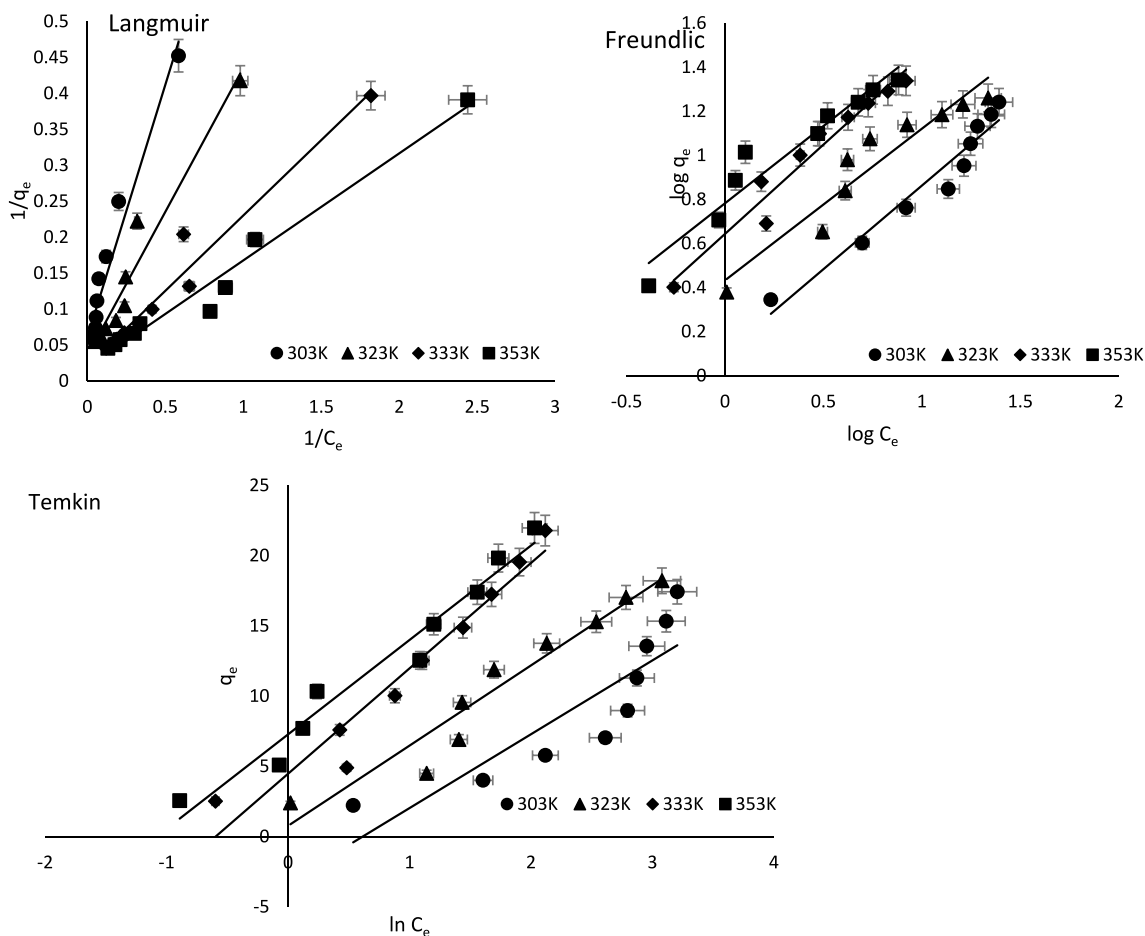 Langmuir
0.5
0.45
0.4
0.35
0.3
0.25
0.2
0.15
0.1
0.05
0
1/qe
303K 323K 333K 353K
0 0.5 1 1.5 2 2.5 3
1/Ce
Freundlic
1.6
1.4
1.2
1
0.8
0.6
0.4
0.2
0
log qe
303K 323K 333K 353K
-0.5 0 0.5 1 1.5 2
log Ce
Temkin
25
20
15
10
5
0
-5
qe
303K 323K 333K 353K
-2 -1 0 1 2 3 4
ln Ce